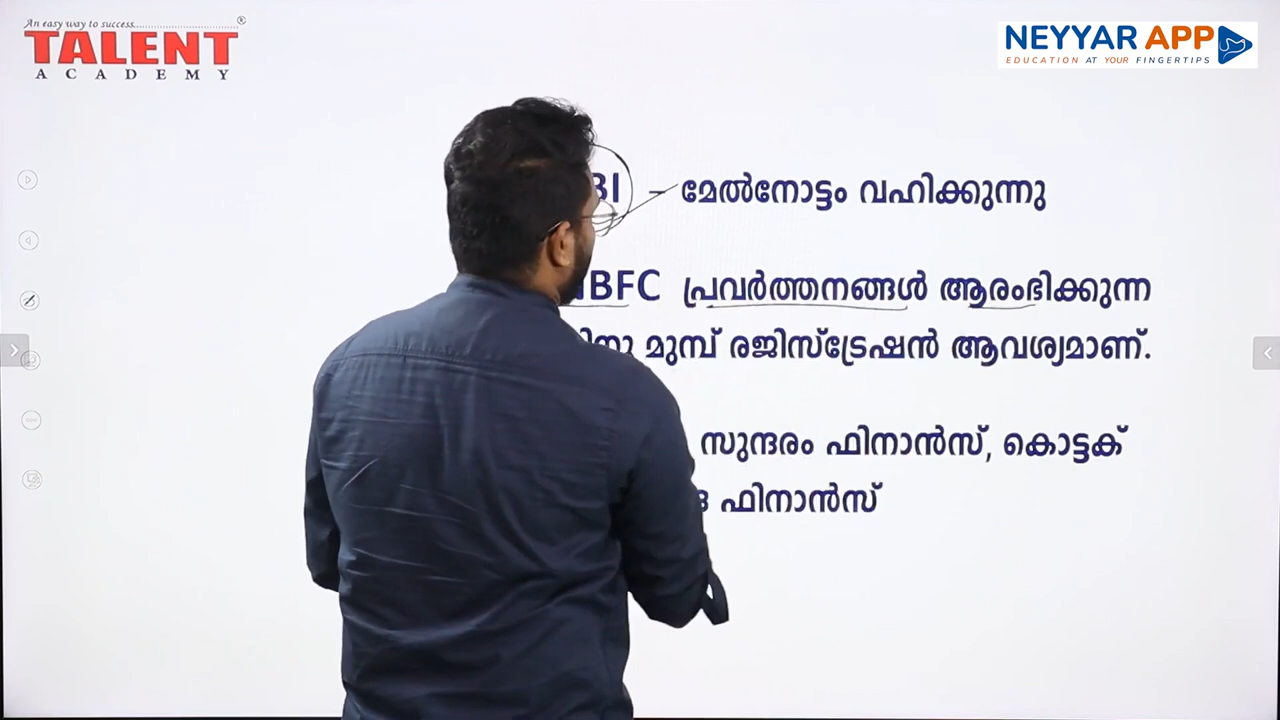 An easy way to success
TALENT
ACADEMY
NEYYAR APP
EDUCATION AT YOUR FINGERTIPS
മേൽനോട്ടം വഹിക്കുന്നു
പ്രവർത്തനങ്ങൾ ആരംഭിക്കുന്ന
മുമ്പ് രജിസ്ട്രേഷൻ ആവശ്യമാണ്.
സുന്ദരം ഫിനാൻസ്, കൊട്ടക്
ഫിനാൻസ്